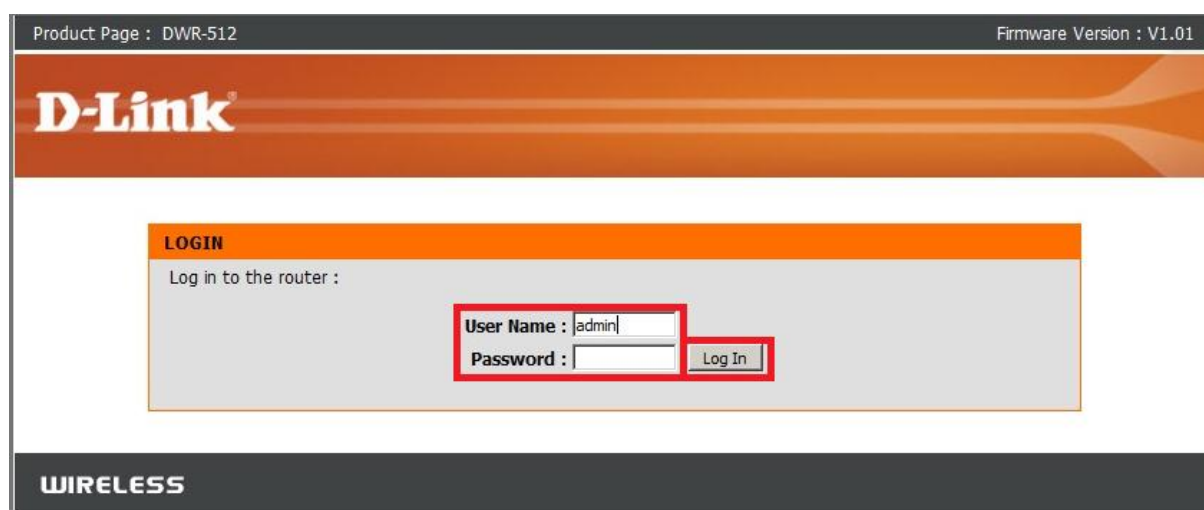 Product Page : DWR-512 Firmware Version : V1.01
D-Link®
LOGIN
Log in to the router :
User Name : admin
Password : Log In
WIRELESS